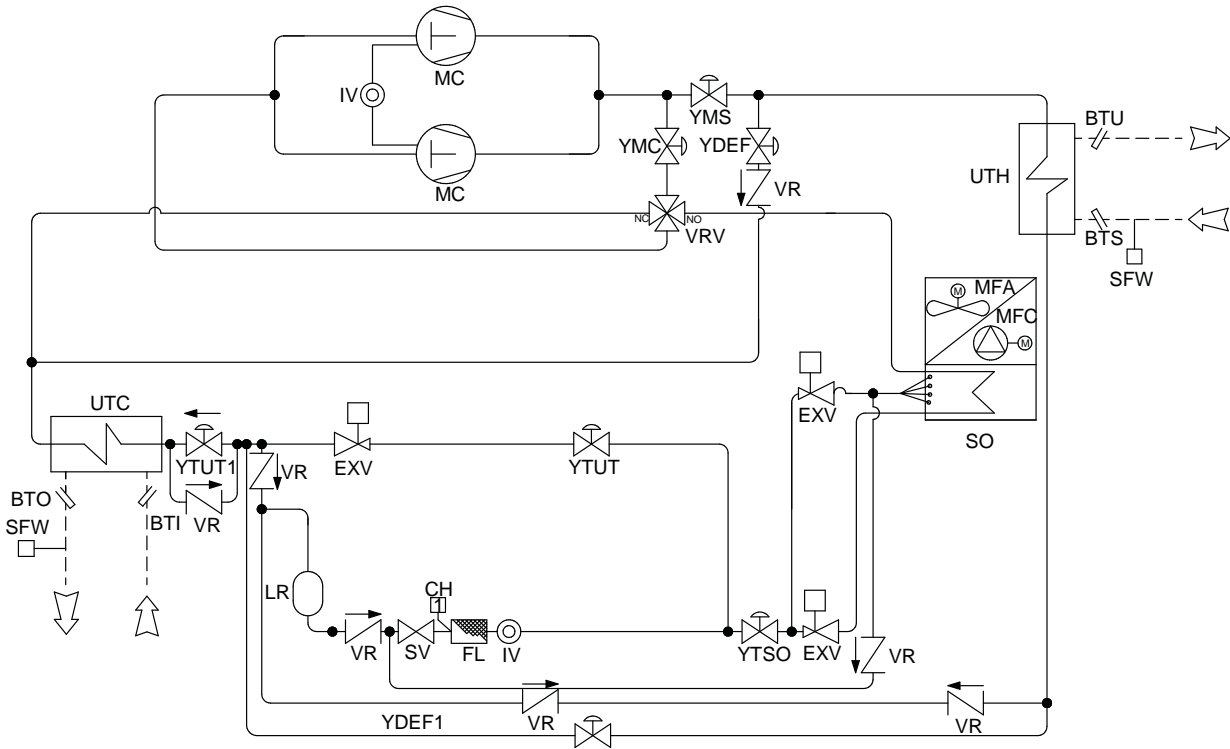 MC
IV
MC
YMS
YMC
YDEF
VR
NC
NO
VRV
BTU
UTH
BTS
SFW
M
MFA
MFC
M
EXV
SO
UTC
YTUT1
EXV
YTUT
VR
BTO
BTI
VR
SFW
LR
CH
1
VR
SV
FL
IV
YTSO
EXV
VR
YDEF1
VR
VR